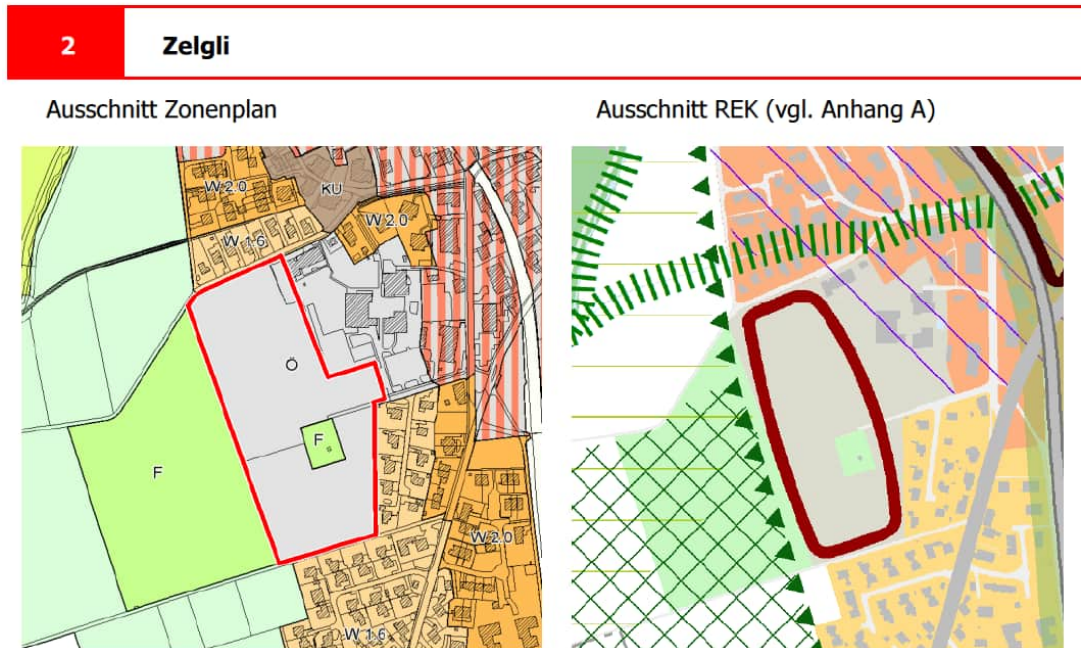 2 Zelgli
Ausschnitt Zonenplan
Ausschnitt REK (vgl. Anhang A)
W 2.0
KU
W 2.0
W 1.6
Ö
F
F
W 2.0
W 1.6